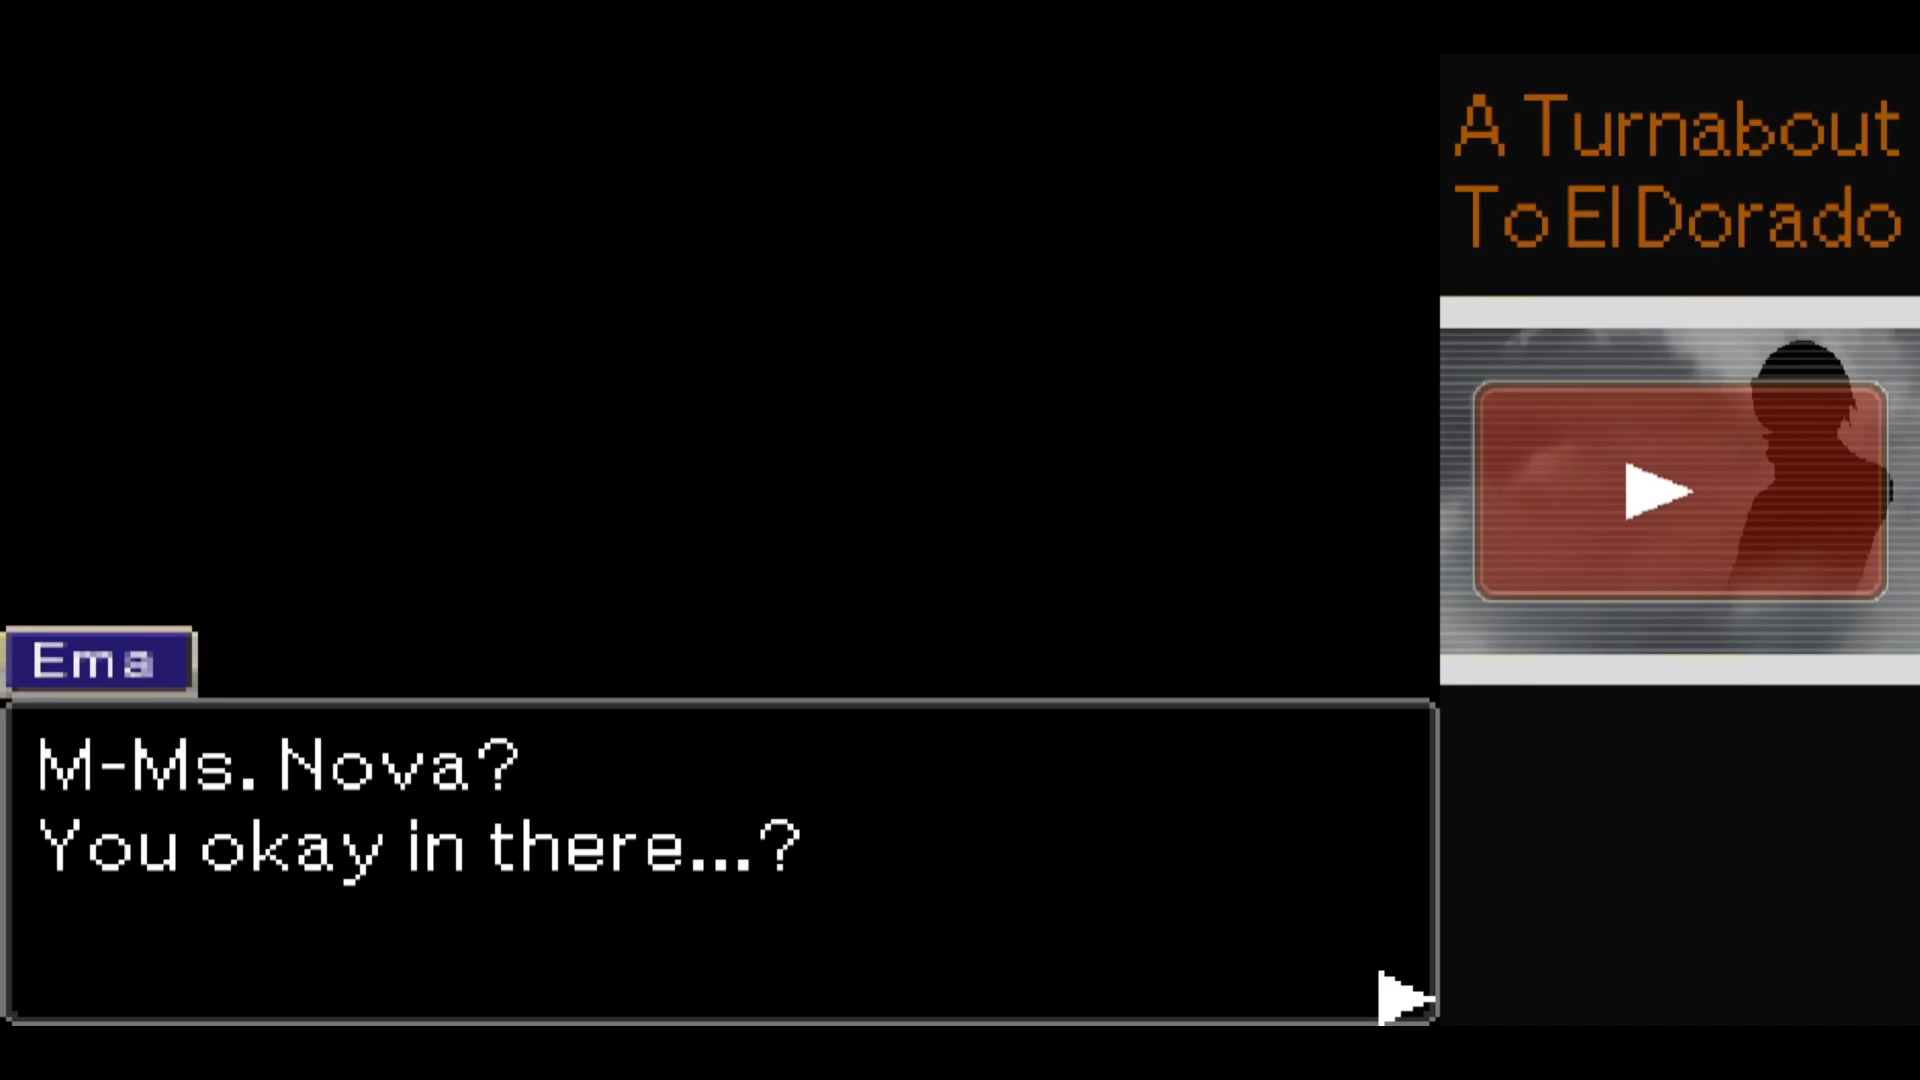 A Turnabout
To El Dorado
Ema
M-Ms. Nova?
You okay in there...?